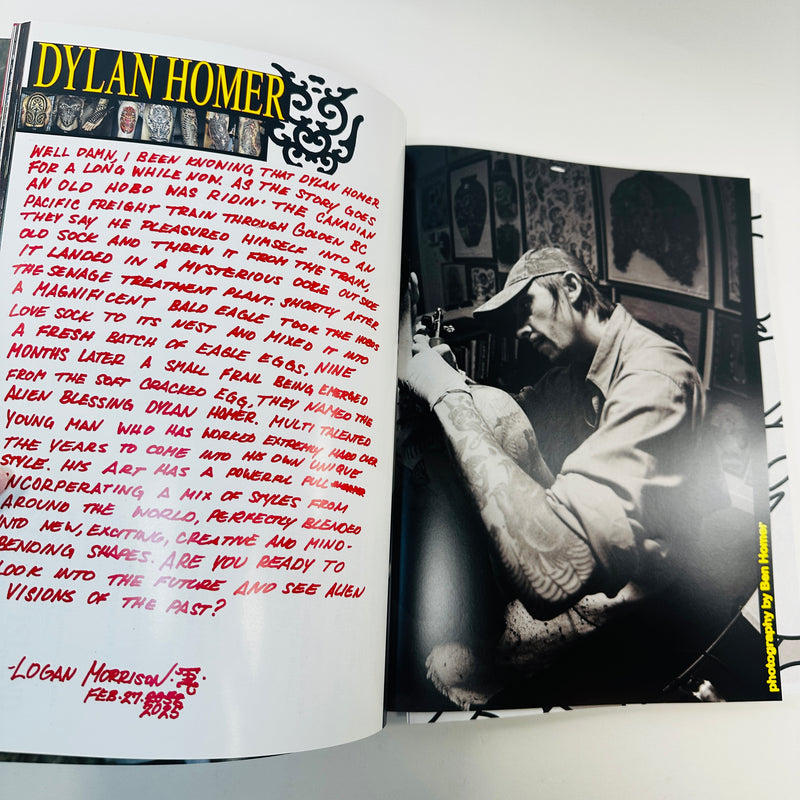 DYLAN HOMER
WELL DAMN, I BEEN KNOWING THAT DYLAN HOMER
FOR A LONG WHILE NOW. AS THE STORY GOES
AN OLD HOBO WAS RIDIN' THE CANADIAN
PACIFIC FREIGHT TRAIN THROUGH GOLDEN BC
THEY SAY HE PLEASURED HIMSELF INTO AN
OLD SOCK AND THREW IT FROM THE TRAIN,
IT LANDED IN A MYSTERIOUS OOZE OUTSIDE
THE SEWAGE TREATMENT PLANT. SHORTLY AFTER
A MAGNIFICENT BALD EAGLE TOOK THE HOBOS
LOVE SOCK TO ITS NEST AND MIXED IT INTO
A FRESH BATCH OF EAGLE EGGS. NINE
MONTHS LATER A SMALL FRAIL BEING EMERGED
FROM THE SOFT CRACKED EGG. THEY NAMED THE
ALIEN BLESSING DYLAN HOMER. MULTI TALENTED
YOUNG MAN WHO HAS WORKED EXTREMLY HARD OVER
THE YEARS TO COME INTO HIS OWN UNIQUE
STYLE. HIS ART HAS A POWERFUL PULL
INCORPERATING A MIX OF STYLES FROM
AROUND THE WORLD, PERFECTLY BLENDED
INTO NEW, EXCITING, CREATIVE AND MIND-
BENDING SHAPES. ARE YOU READY TO
LOOK INTO THE FUTURE AND SEE ALIEN
VISIONS OF THE PAST?
-LOGAN MORRISON.
FEB. 27.
2025
photography by Ben Homer